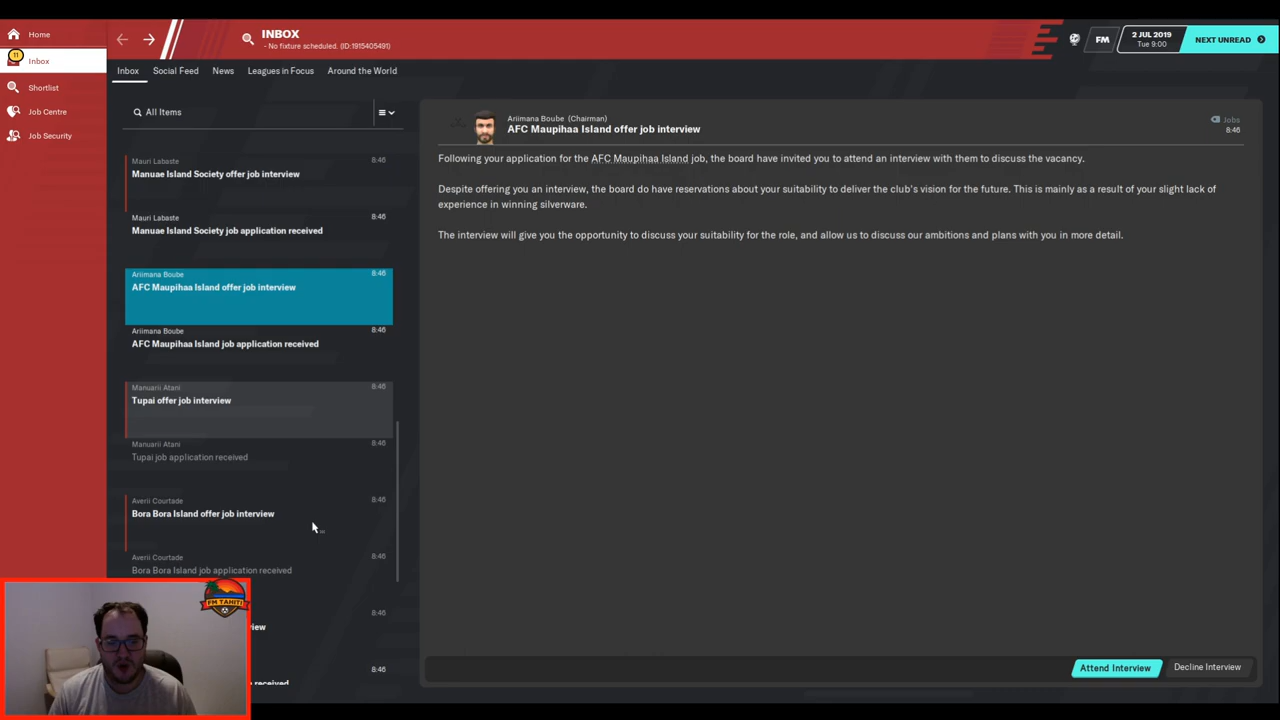 Home
INBOX
- No fixture scheduled. (ID:1915405491)
FM
2 JUL 2019
Tue 9:00
NEXT UNREAD
11
Inbox
Inbox
Social Feed
News
Leagues in Focus
Around the World
Shortlist
Job Centre
Job Security
All Items
Mauri Labaste
8:46
Manuae Island Society offer job interview
Mauri Labaste
8:46
Manuae Island Society job application received
Ariimana Boube
8:46
AFC Maupihaa Island offer job interview
Ariimana Boube
8:46
AFC Maupihaa Island job application received
Manuarii Atani
8:46
Tupai offer job interview
Manuarii Atani
8:46
Tupai job application received
Averii Courtade
8:46
Bora Bora Island offer job interview
Averii Courtade
8:46
Bora Bora Island job application received
8:46
8:46
received
Ariimana Boube (Chairman)
AFC Maupihaa Island offer job interview
Jobs
8:46
Following your application for the AFC Maupihaa Island job, the board have invited you to attend an interview with them to discuss the vacancy.
Despite offering you an interview, the board do have reservations about your suitability to deliver the club's vision for the future. This is mainly as a result of your slight lack of
experience in winning silverware.
The interview will give you the opportunity to discuss your suitability for the role, and allow us to discuss our ambitions and plans with you in more detail.
Attend Interview
Decline Interview
FM TAHITI